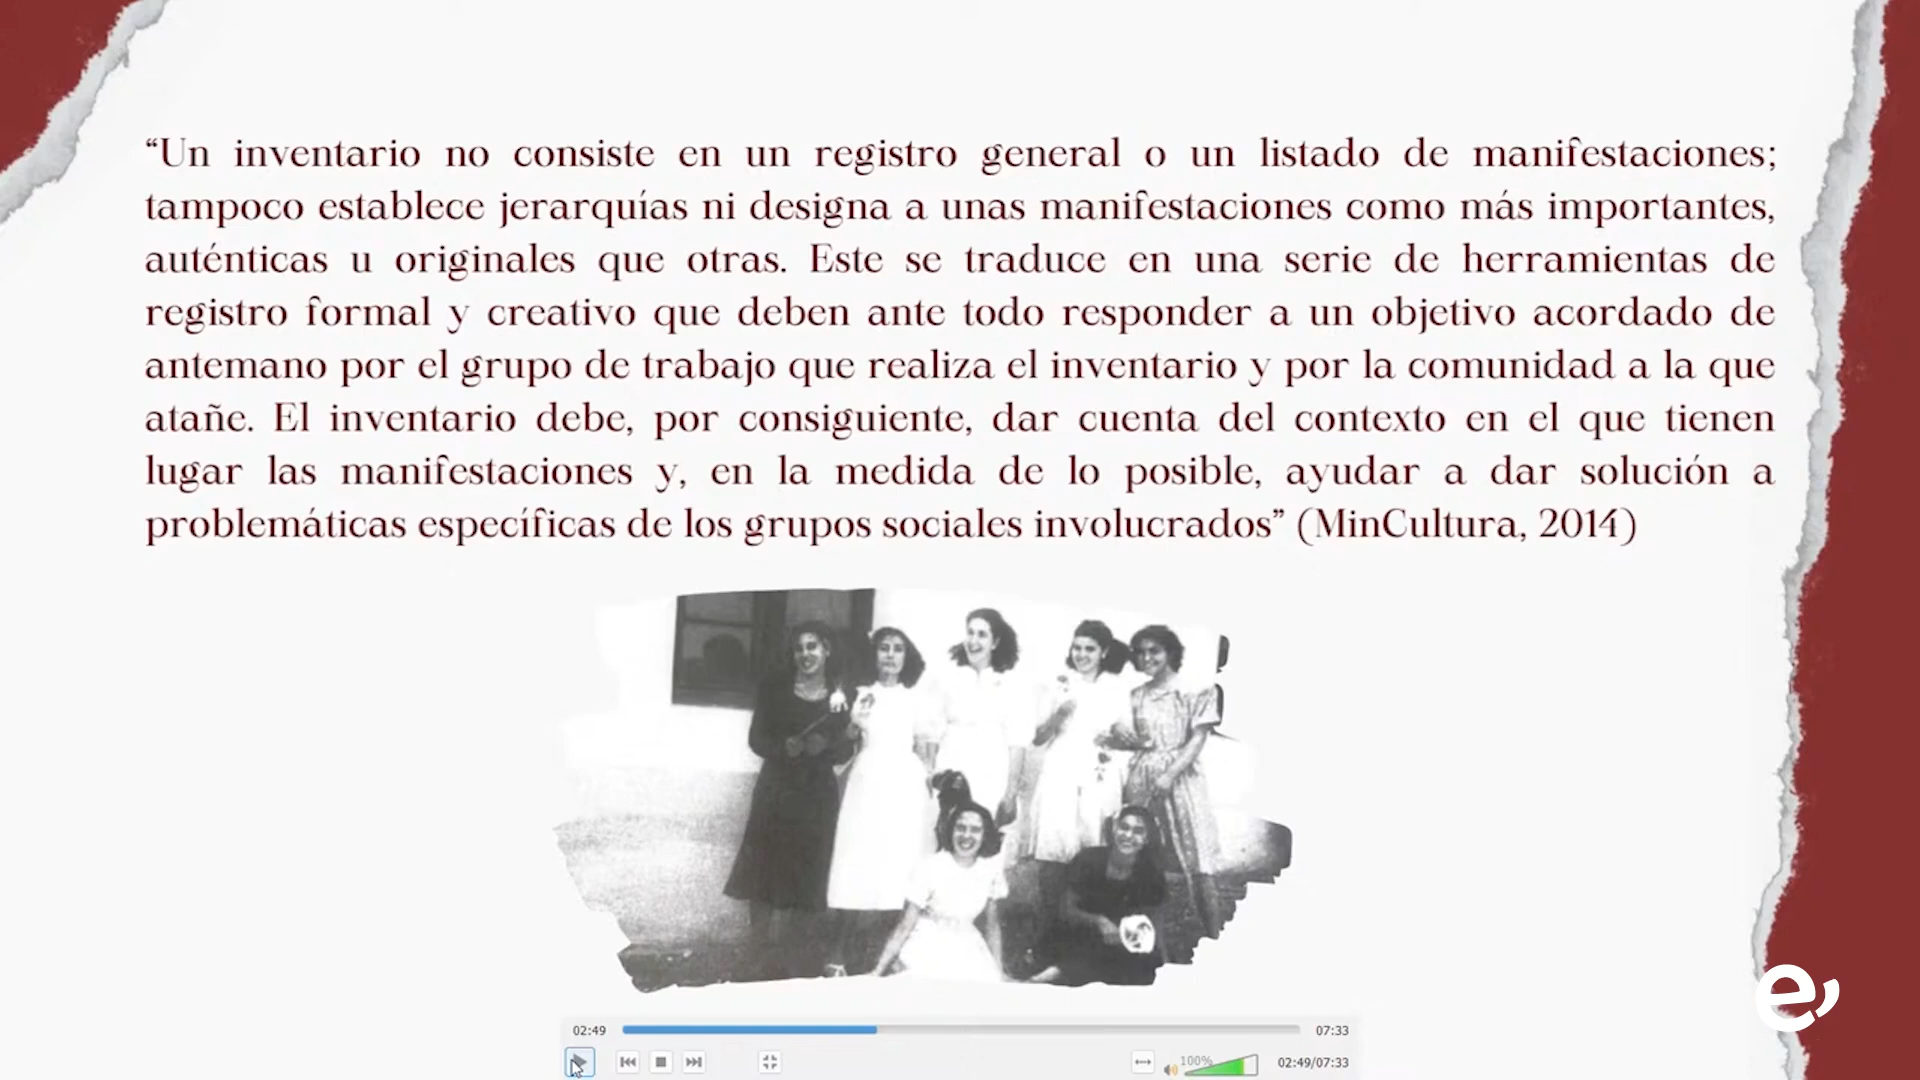 “Un inventario no consiste en un registro general o un listado de manifestaciones;
tampoco establece jerarquías ni designa a unas manifestaciones como más importantes,
auténticas u originales que otras. Este se traduce en una serie de herramientas de
registro formal y creativo que deben ante todo responder a un objetivo acordado de
antemano por el grupo de trabajo que realiza el inventario y por la comunidad a la que
atañe. El inventario debe, por consiguiente, dar cuenta del contexto en el que tienen
lugar las manifestaciones y, en la medida de lo posible, ayudar a dar solución a
problemáticas específicas de los grupos sociales involucrados” (MinCultura, 2014)
e
02:49 07:33
100% 02:49/07:33